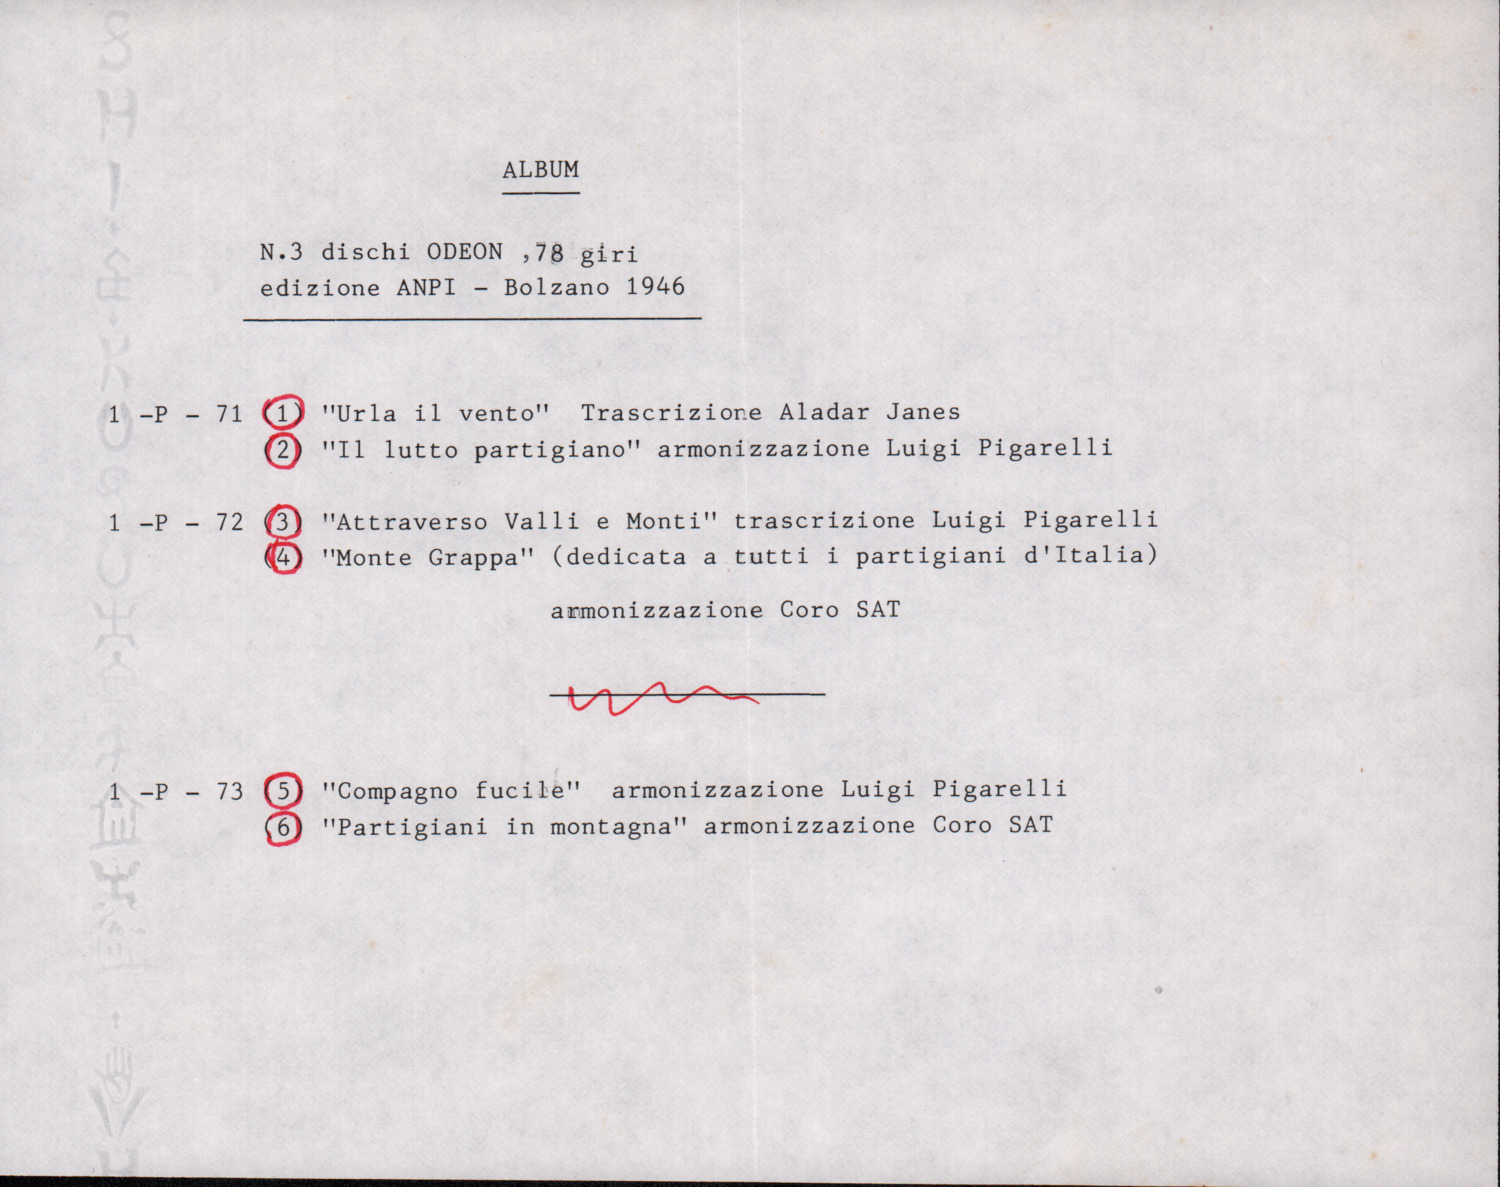 ALBUM
N.3 dischi ODEON ,78 giri
edizione ANPI - Bolzano 1946
1 -P - 71 (1) "Urla il vento" Trascrizione Aladar Janes
(2) "Il lutto partigiano" armonizzazione Luigi Pigarelli
1 -P - 72 (3) "Attraverso Valli e Monti" trascrizione Luigi Pigarelli
(4) "Monte Grappa" (dedicata a tutti i partigiani d'Italia)
armonizzazione Coro SAT
1 -P - 73 (5) "Compagno fucile" armonizzazione Luigi Pigarelli
(6) "Partigiani in montagna" armonizzazione Coro SAT